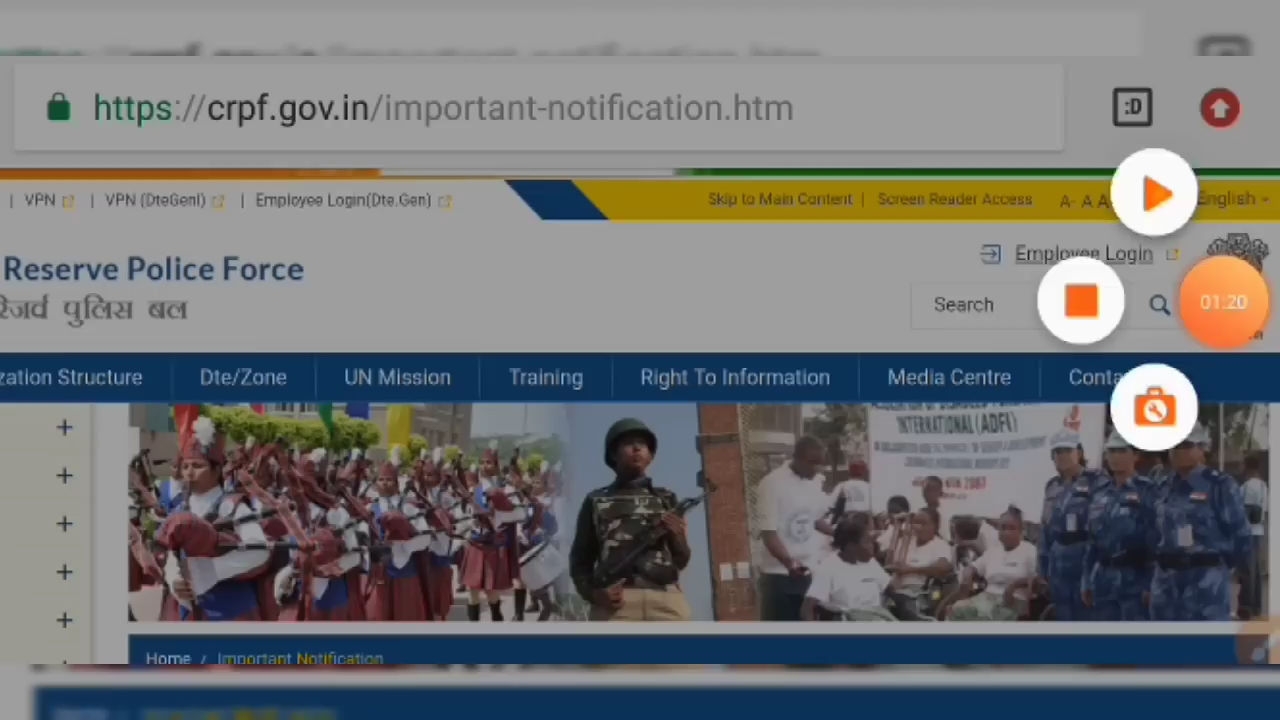 https://crpf.gov.in/important-notification.htm
:D
| VPN | VPN (DteGenl) | Employee Login(Dte.Gen)
Skip to Main Content | Screen Reader Access A- A A English
Reserve Police Force
रिजर्व पुलिस बल
Employee Login
Search
01:20
zation Structure Dte/Zone UN Mission Training Right To Information Media Centre Conta
INTERNATIONAL (ADFI)
Home / Important Notification